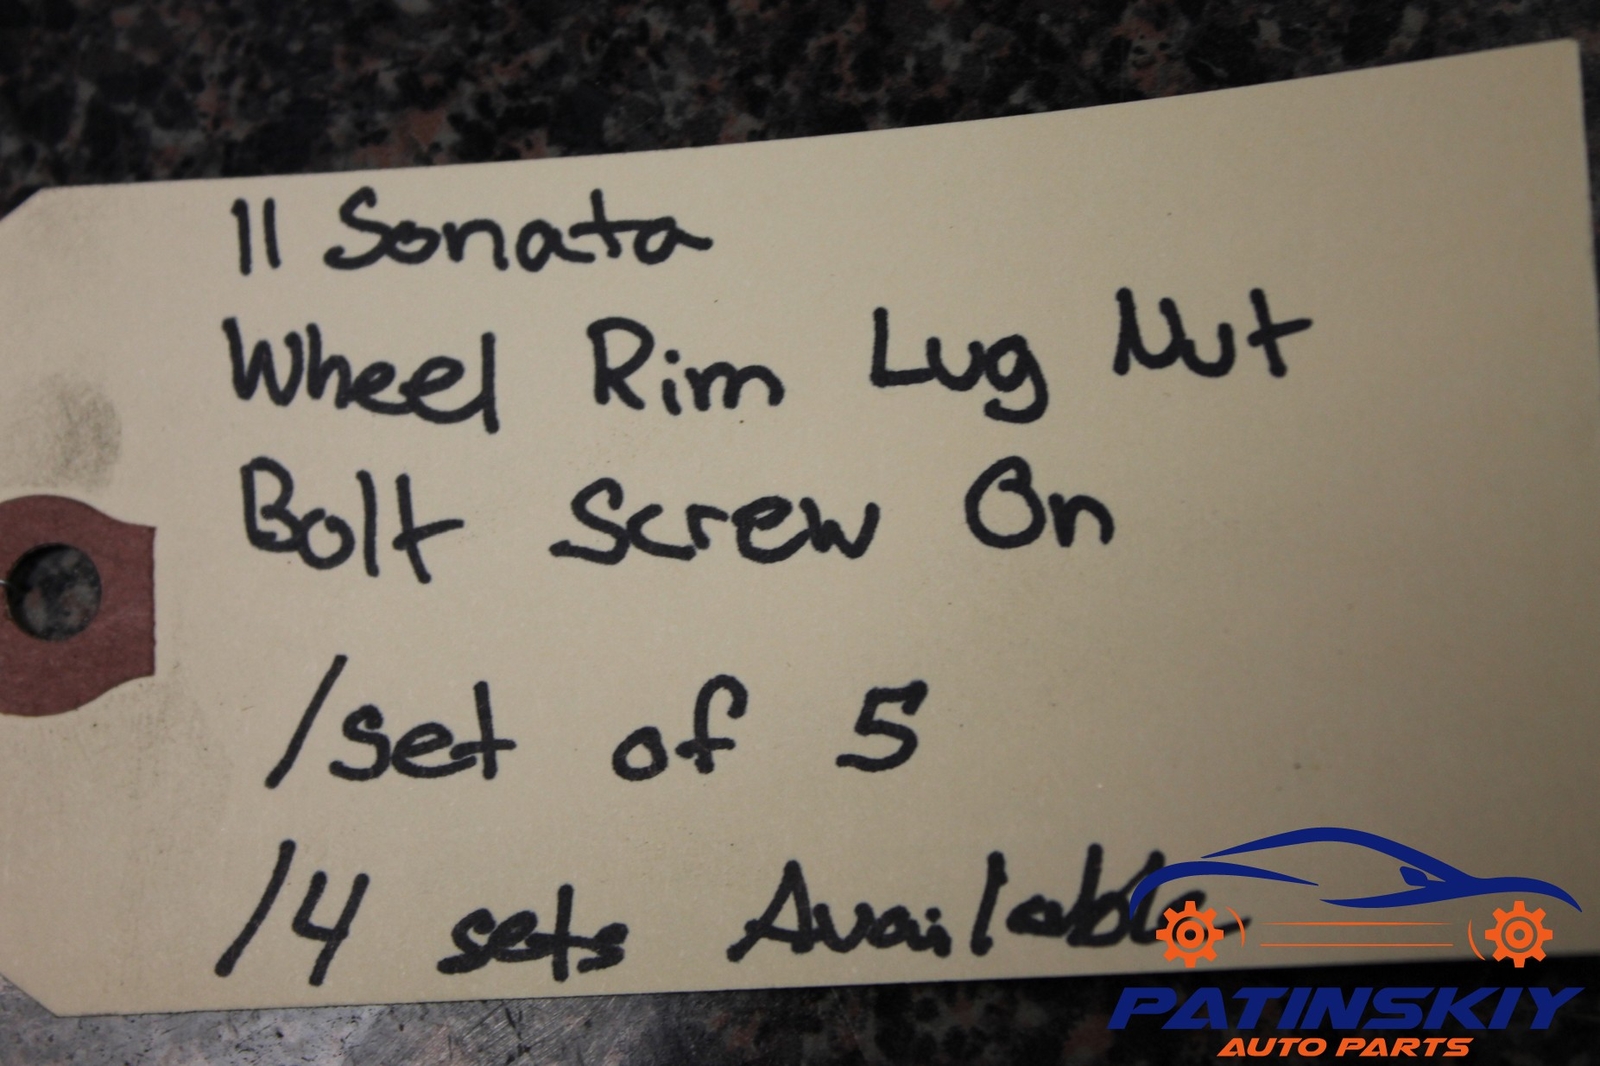 11 Sonata
Wheel Rim Lug Nut
Bolt Screw On
/set of 5
/4 sets Available
PATINSKIY
AUTO PARTS